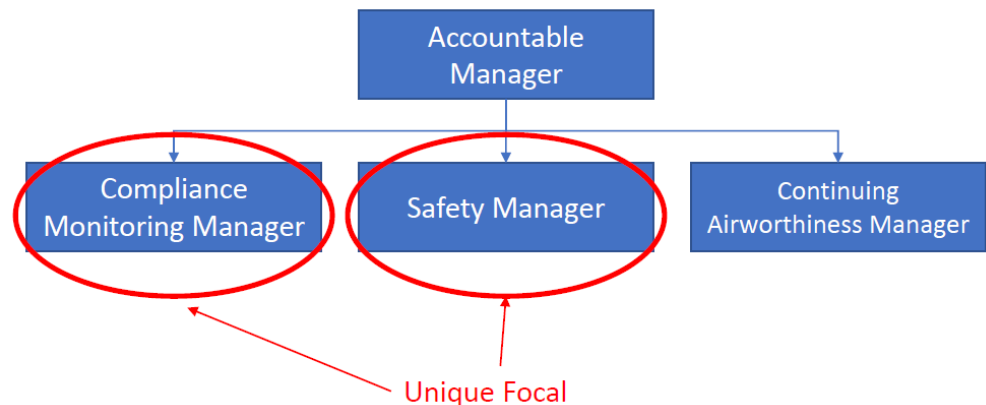 Accountable
Manager
Compliance
Monitoring Manager
Safety Manager
Continuing
Airworthiness Manager
Unique Focal